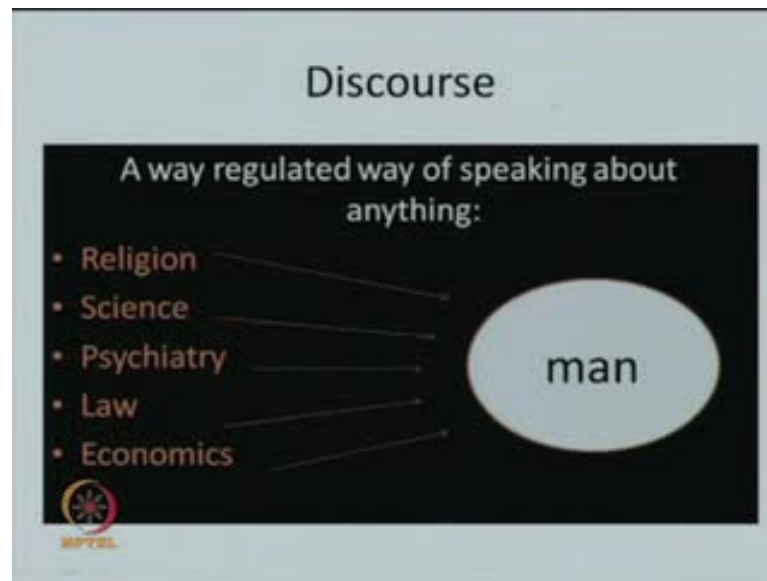 Discourse
A way regulated way of speaking about
anything:
• Religion
• Science
• Psychiatry
• Law
• Economics
man
NPTEL